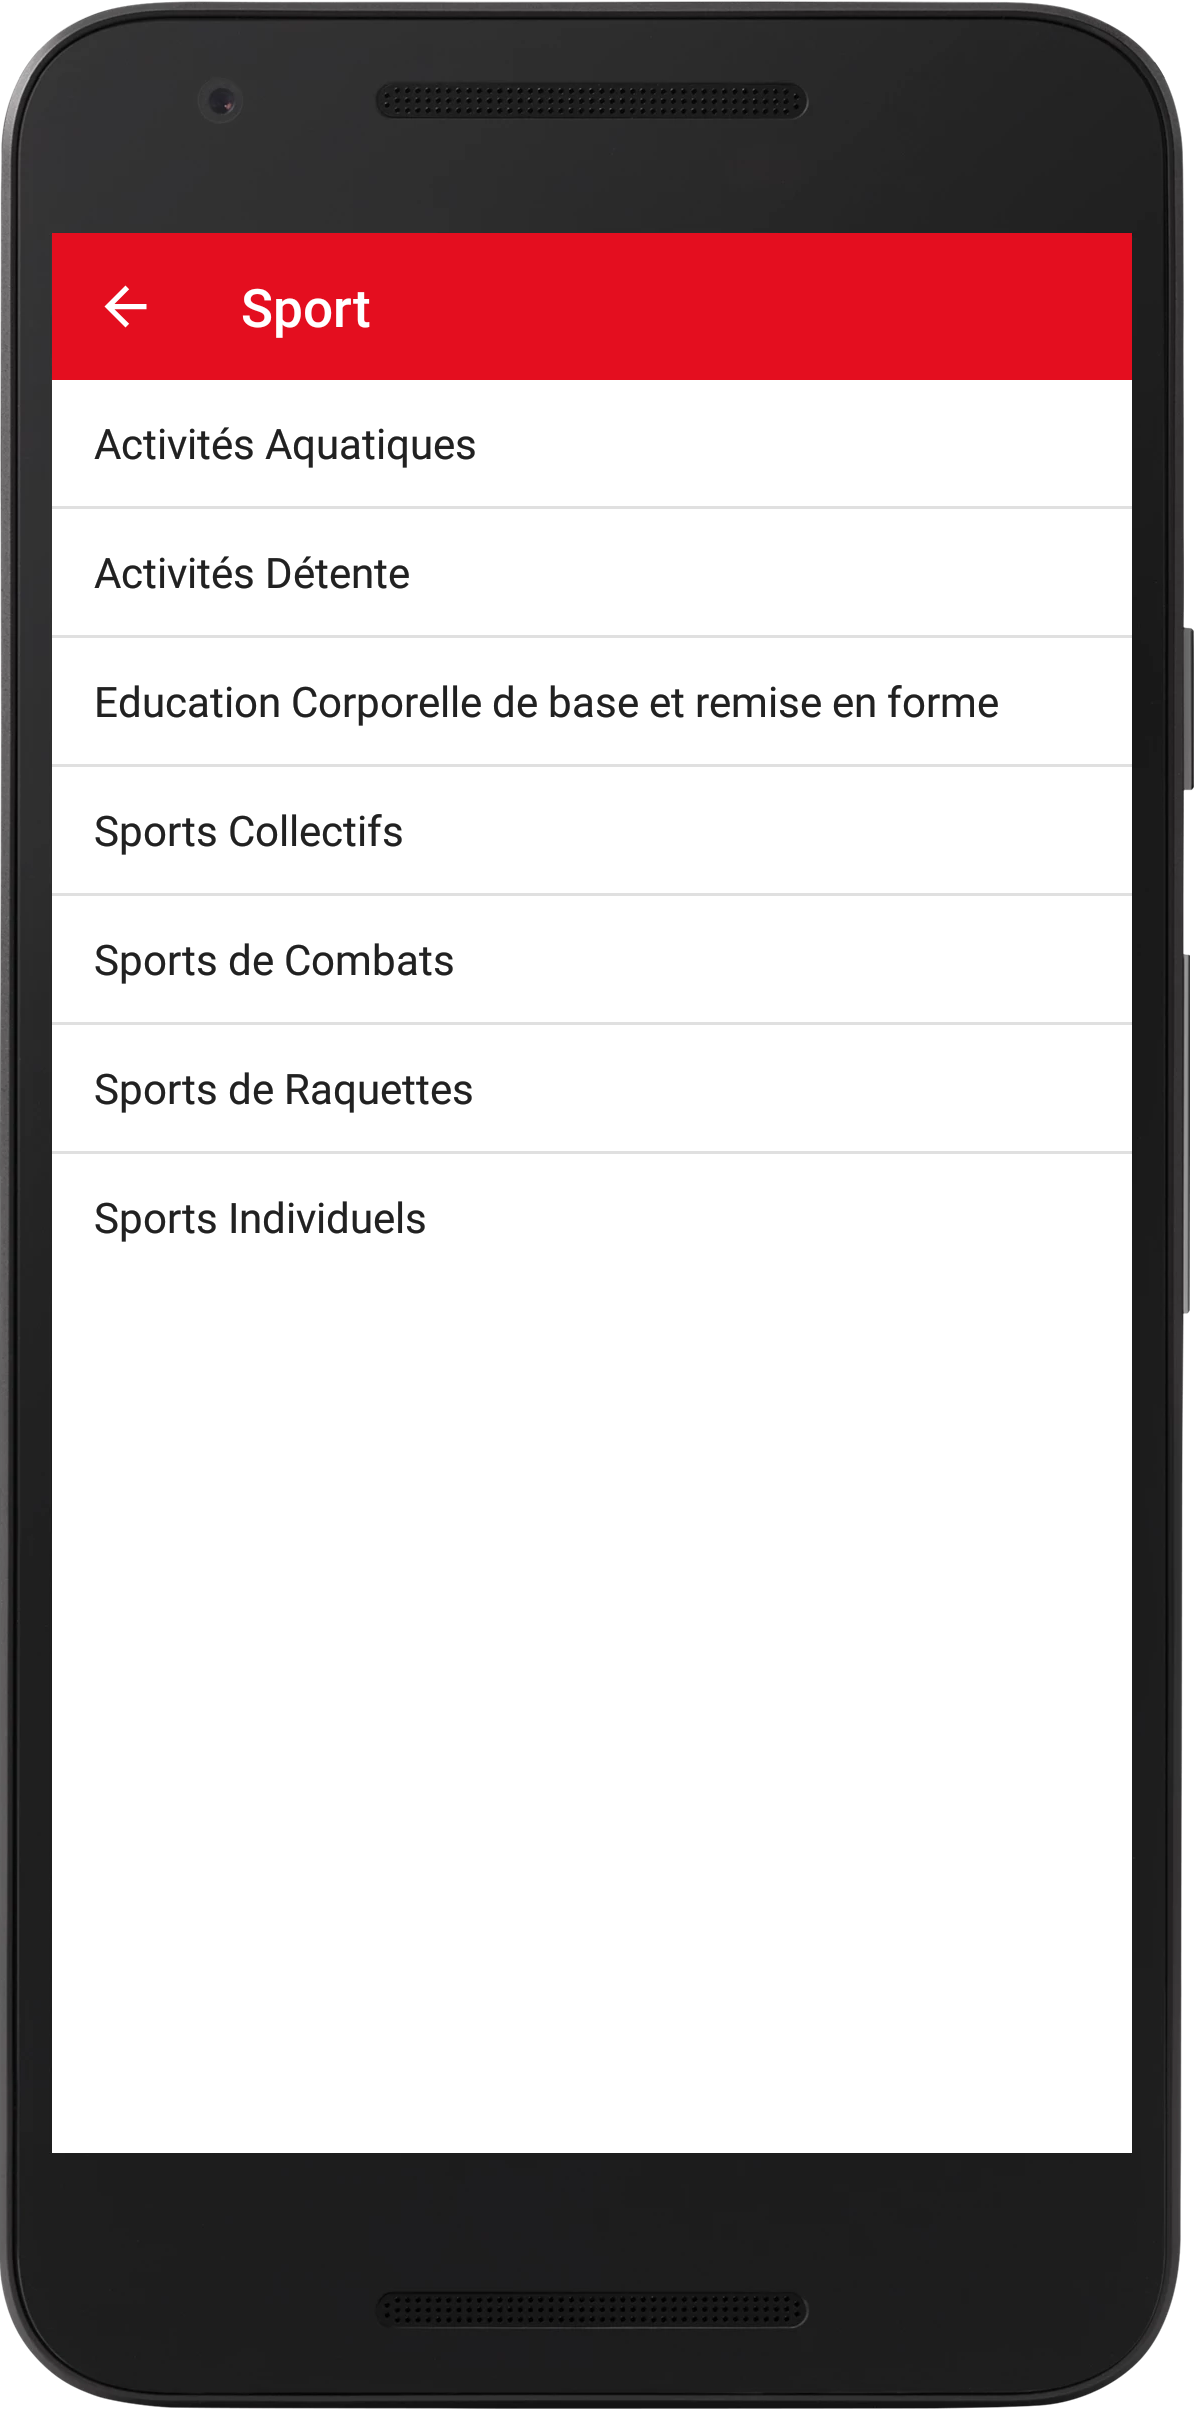 Sport
Activités Aquatiques
Activités Détente
Education Corporelle de base et remise en forme
Sports Collectifs
Sports de Combats
Sports de Raquettes
Sports Individuels